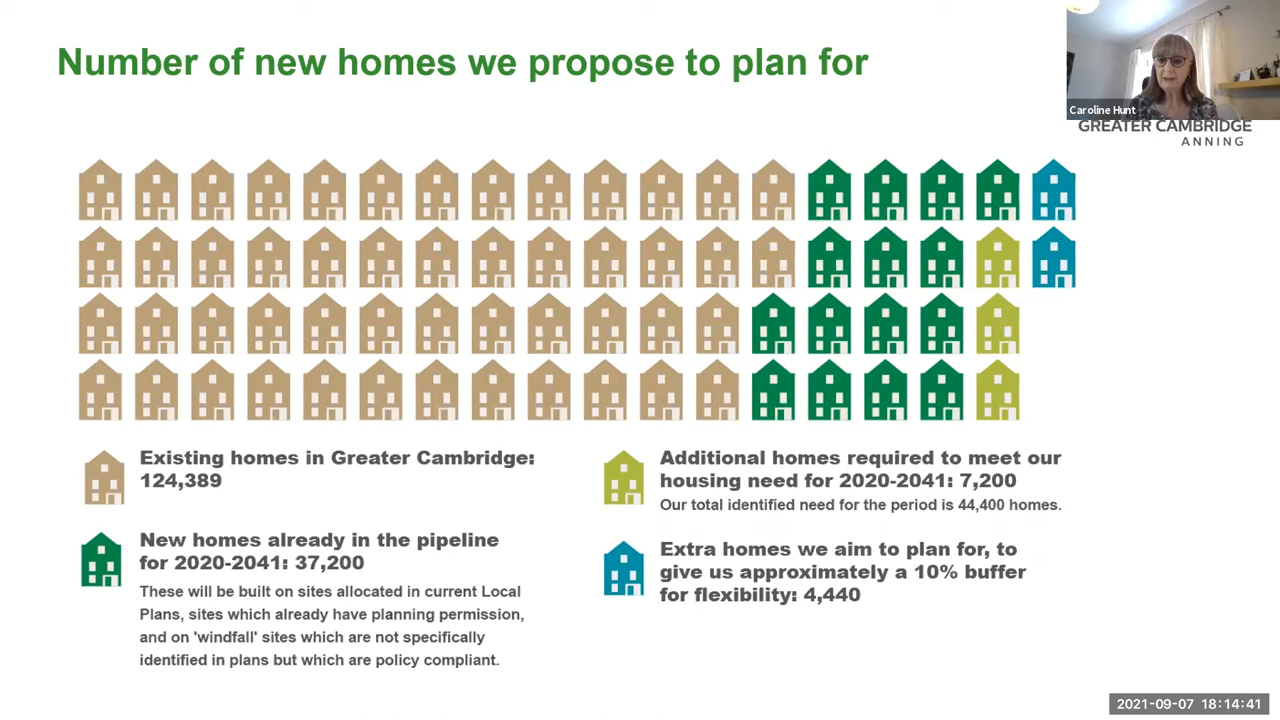 Number of new homes we propose to plan for
Caroline Hunt
GREATER CAMBRIDGE
ANNING
Existing homes in Greater Cambridge:
124,389
New homes already in the pipeline
for 2020-2041: 37,200
These will be built on sites allocated in current Local
Plans, sites which already have planning permission,
and on 'windfall' sites which are not specifically
identified in plans but which are policy compliant.
Additional homes required to meet our
housing need for 2020-2041: 7,200
Our total identified need for the period is 44,400 homes.
Extra homes we aim to plan for, to
give us approximately a 10% buffer
for flexibility: 4,440
2021-09-07 18:14:41